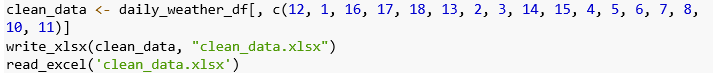 clean_data <- daily_weather_df[, c(12, 1, 16, 17, 18, 13, 2, 3, 14, 15, 4, 5, 6, 7, 8,
10, 11)]
write_xlsx(clean_data, "clean_data.xlsx")
read_excel('clean_data.xlsx')